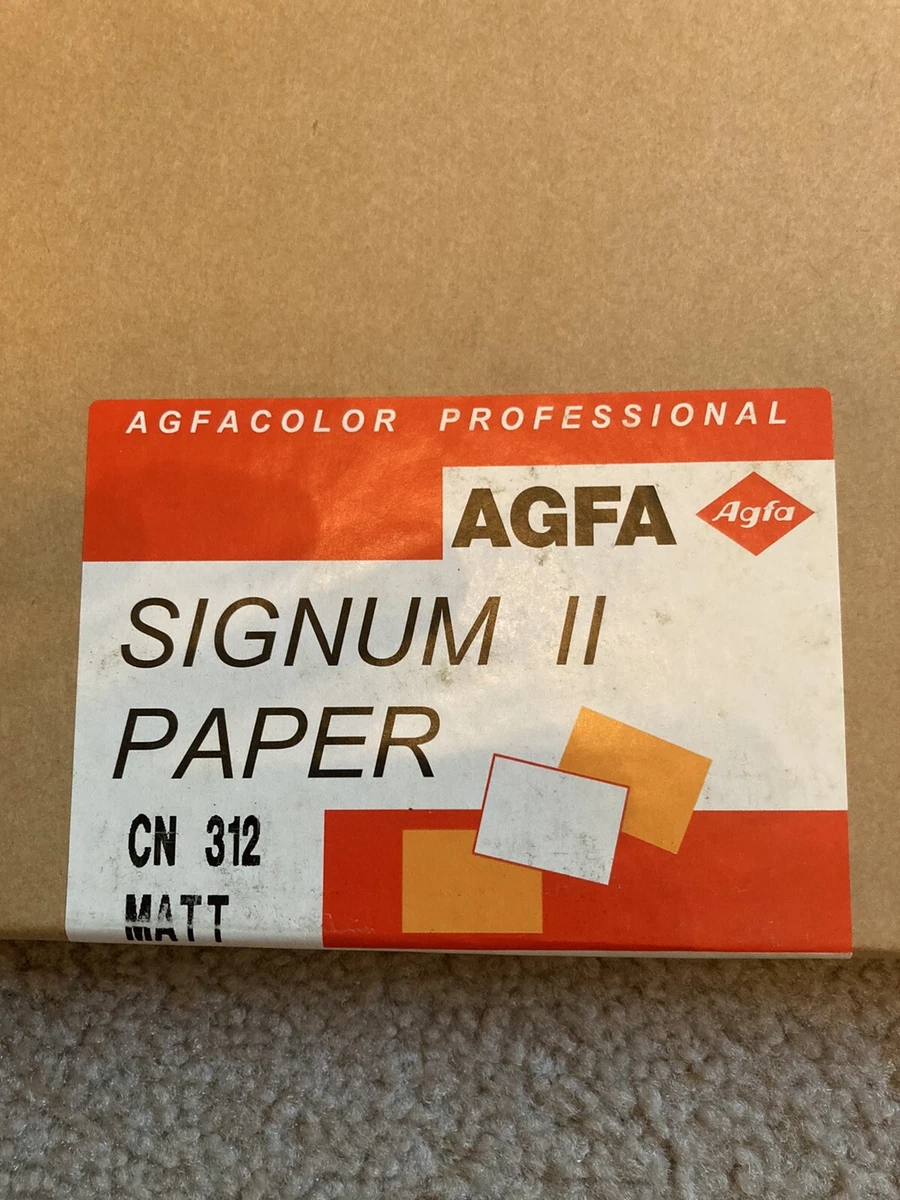 AGFACOLOR PROFESSIONAL
AGFA Agfa
SIGNUM II
PAPER
CN 312
MATT